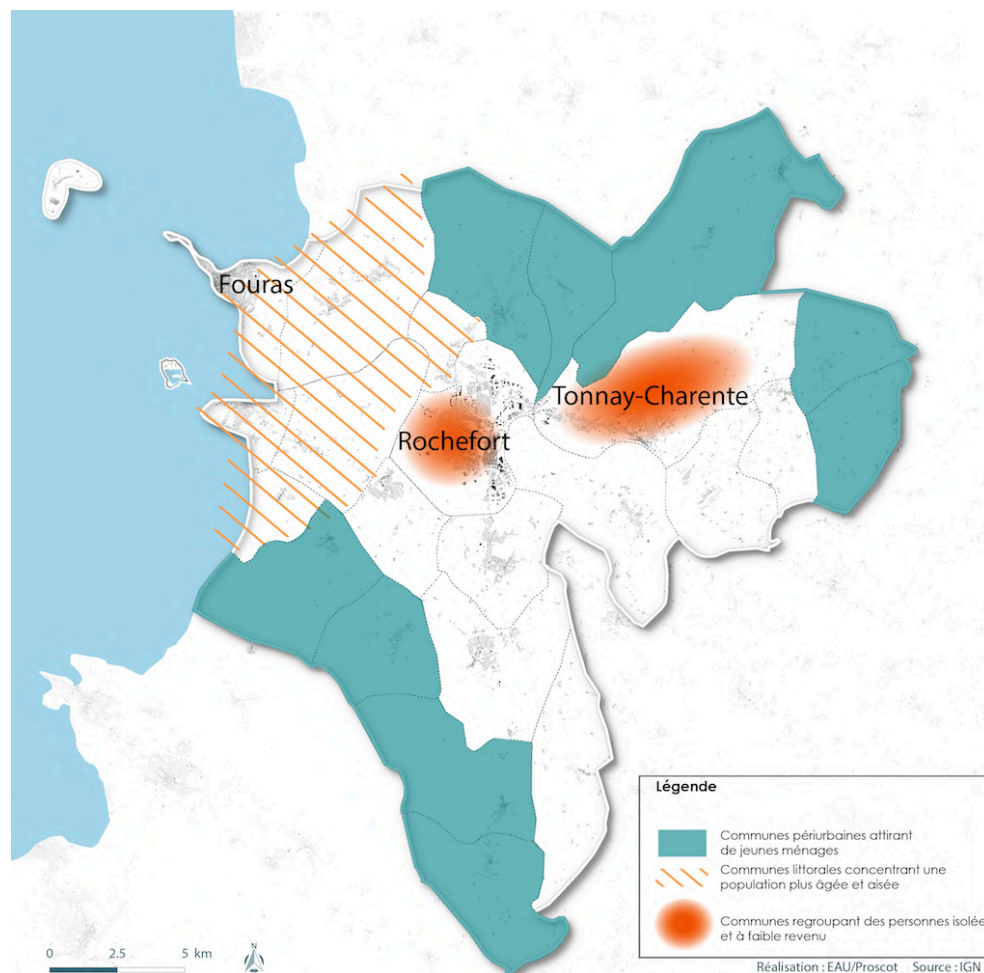 Fouras
Tonnay-Charente
Rochefort
Légende
Communes périurbaines attirant
de jeunes ménages
Communes littorales concentrant une
population plus âgée et aisée
Communes regroupant des personnes isolée
et à faible revenu
0 2.5 5 km
N
Réalisation : EAU/Proscot Source : IGN